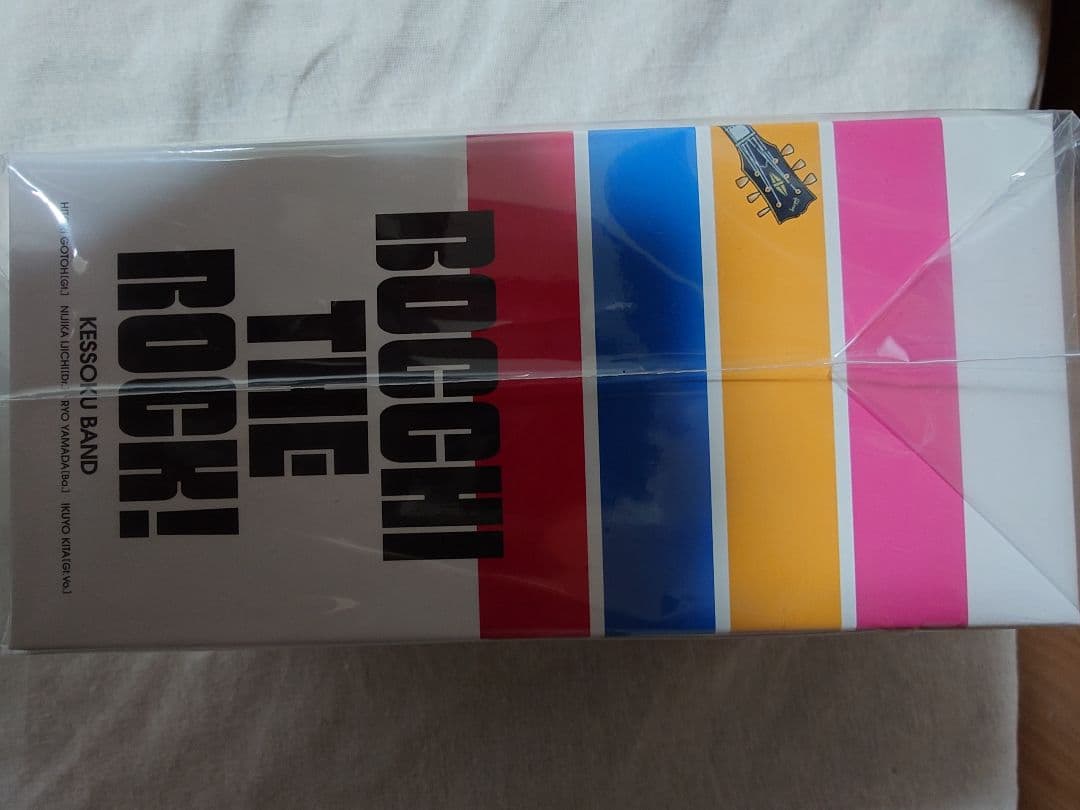 BOCCHI
THE
ROCK!
KESSOKU BAND
GOTOH[Gt.] NIJIKA IJICHI[Dr.] RYO YAMADA[Ba.] IKUYO KITA[Gt.Vo.]